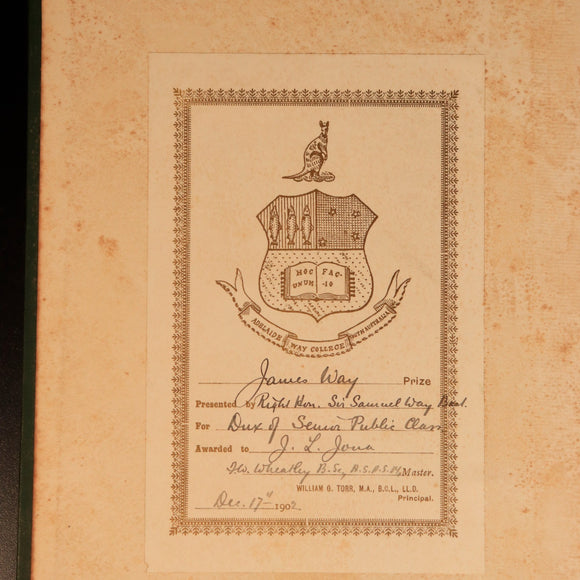 HOC FAC-
UNUM -IO
ADELAIDE WAY COLLEGE SOUTH AUSTRALIA
James Way Prize
Presented by Right Hon. Sir Samuel Way Bart.
For Dux of Senior Public Class
Awarded to J. L. Jona
Wheatley B.Sc, Master.
WILLIAM G. TORR, M.A., B.C.L., LL.D.
Principal.
Dec. 17th 1902